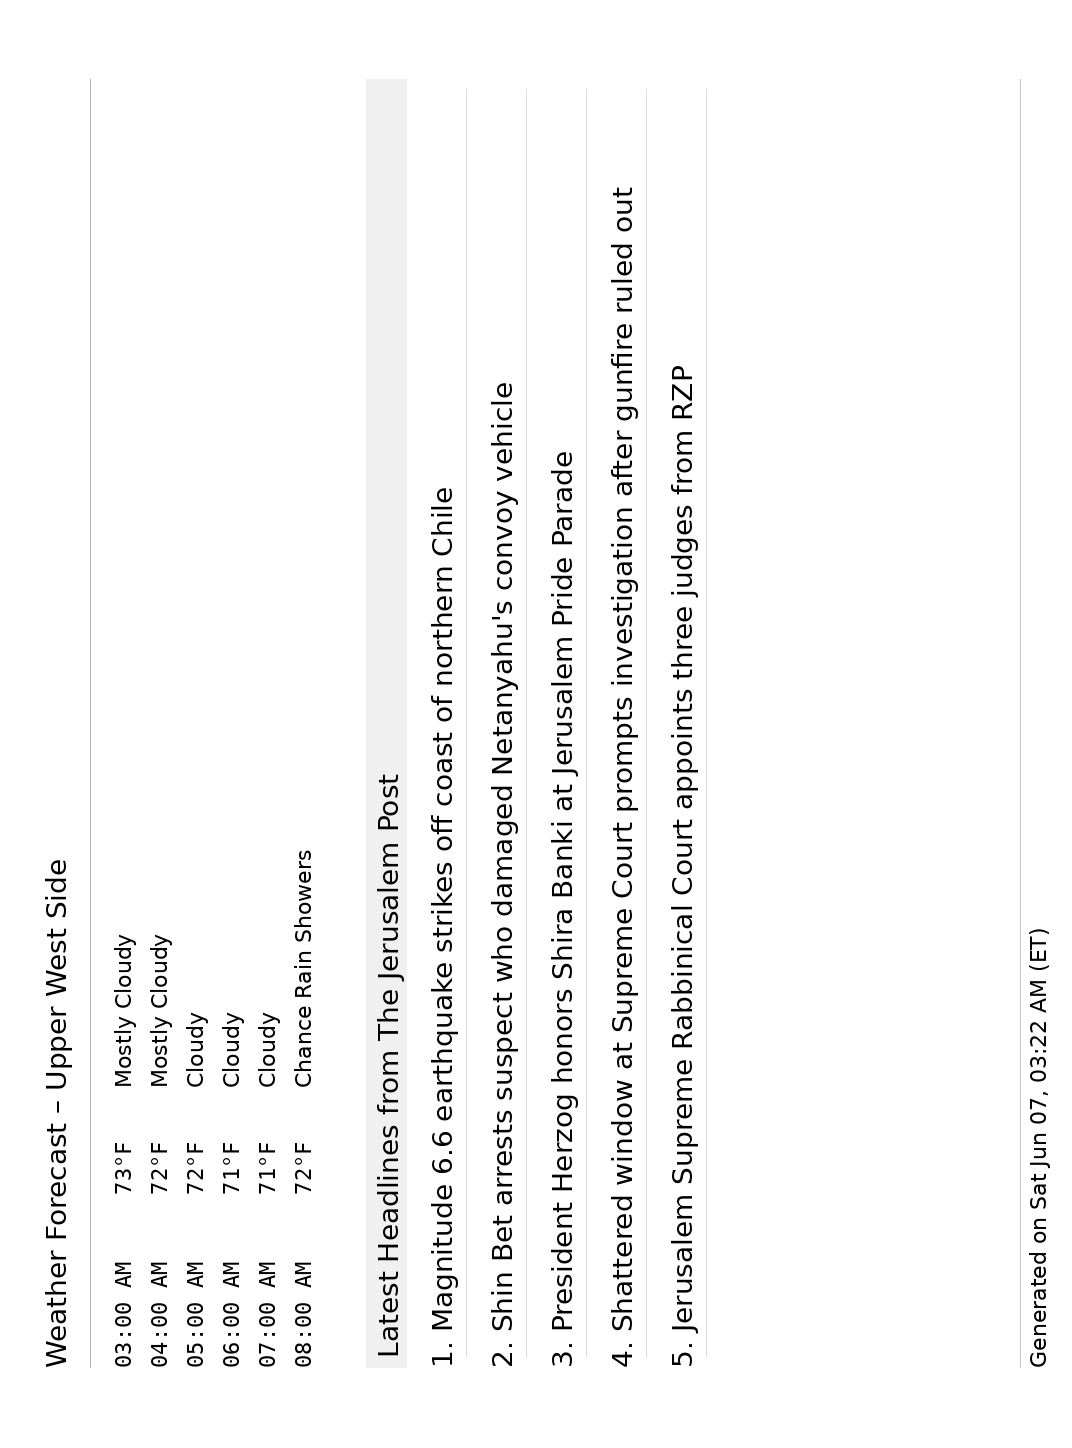 Weather Forecast – Upper West Side
03:00 AM 73°F Mostly Cloudy
04:00 AM 72°F Mostly Cloudy
05:00 AM 72°F Cloudy
06:00 AM 71°F Cloudy
07:00 AM 71°F Cloudy
08:00 AM 72°F Chance Rain Showers
Latest Headlines from The Jerusalem Post
1. Magnitude 6.6 earthquake strikes off coast of northern Chile
2. Shin Bet arrests suspect who damaged Netanyahu's convoy vehicle
3. President Herzog honors Shira Banki at Jerusalem Pride Parade
4. Shattered window at Supreme Court prompts investigation after gunfire ruled out
5. Jerusalem Supreme Rabbinical Court appoints three judges from RZP
Generated on Sat Jun 07, 03:22 AM (ET)